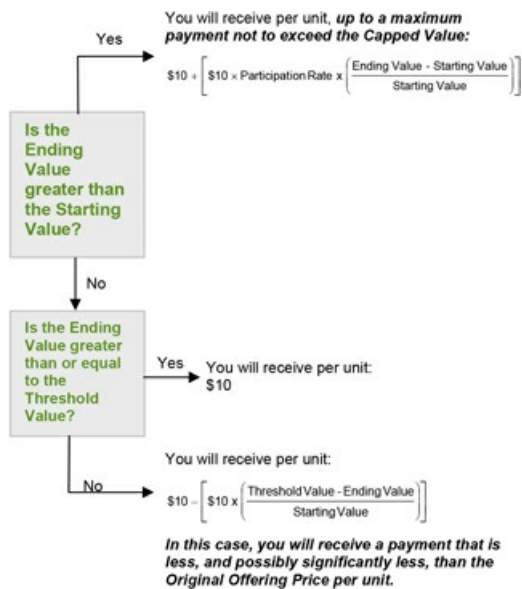 You will receive per unit, up to a maximum
payment not to exceed the Capped Value:
Yes
$10 + [$10 × Participation Rate x (Ending Value - Starting Value / Starting Value)]
Is the
Ending
Value
greater than
the Starting
Value?
No
Is the Ending
Value greater
than or equal
to the
Threshold
Value?
Yes
You will receive per unit:
$10
You will receive per unit:
No
$10 – [$10 x (Threshold Value - Ending Value / Starting Value)]
In this case, you will receive a payment that is
less, and possibly significantly less, than the
Original Offering Price per unit.